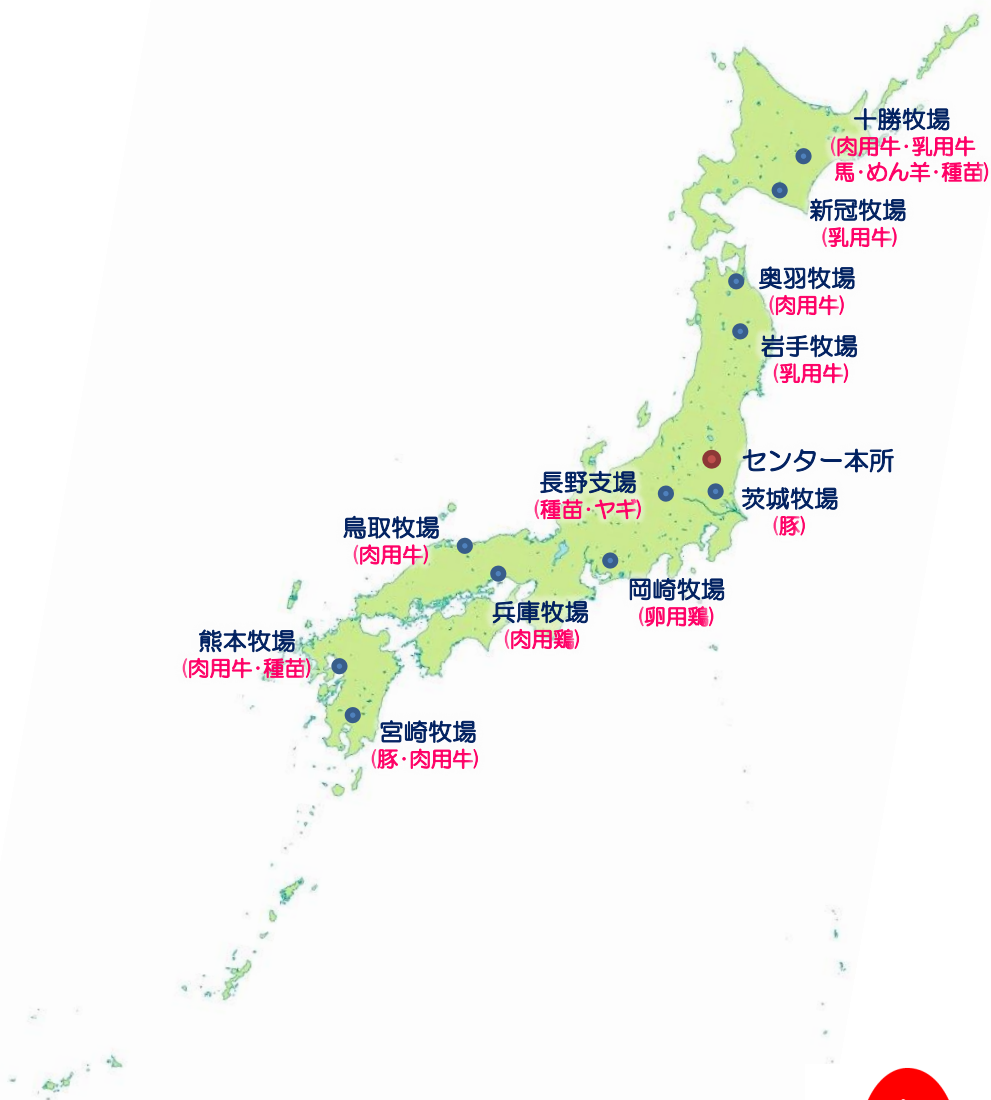 十勝牧場
(肉用牛・乳用牛
馬・めん羊・種苗)
新冠牧場
(乳用牛)
奥羽牧場
(肉用牛)
岩手牧場
(乳用牛)
センター本所
長野支場
(種苗・ヤギ)
茨城牧場
(豚)
鳥取牧場
(肉用牛)
岡崎牧場
(卵用鶏)
兵庫牧場
(肉用鶏)
熊本牧場
(肉用牛・種苗)
宮崎牧場
(豚・肉用牛)